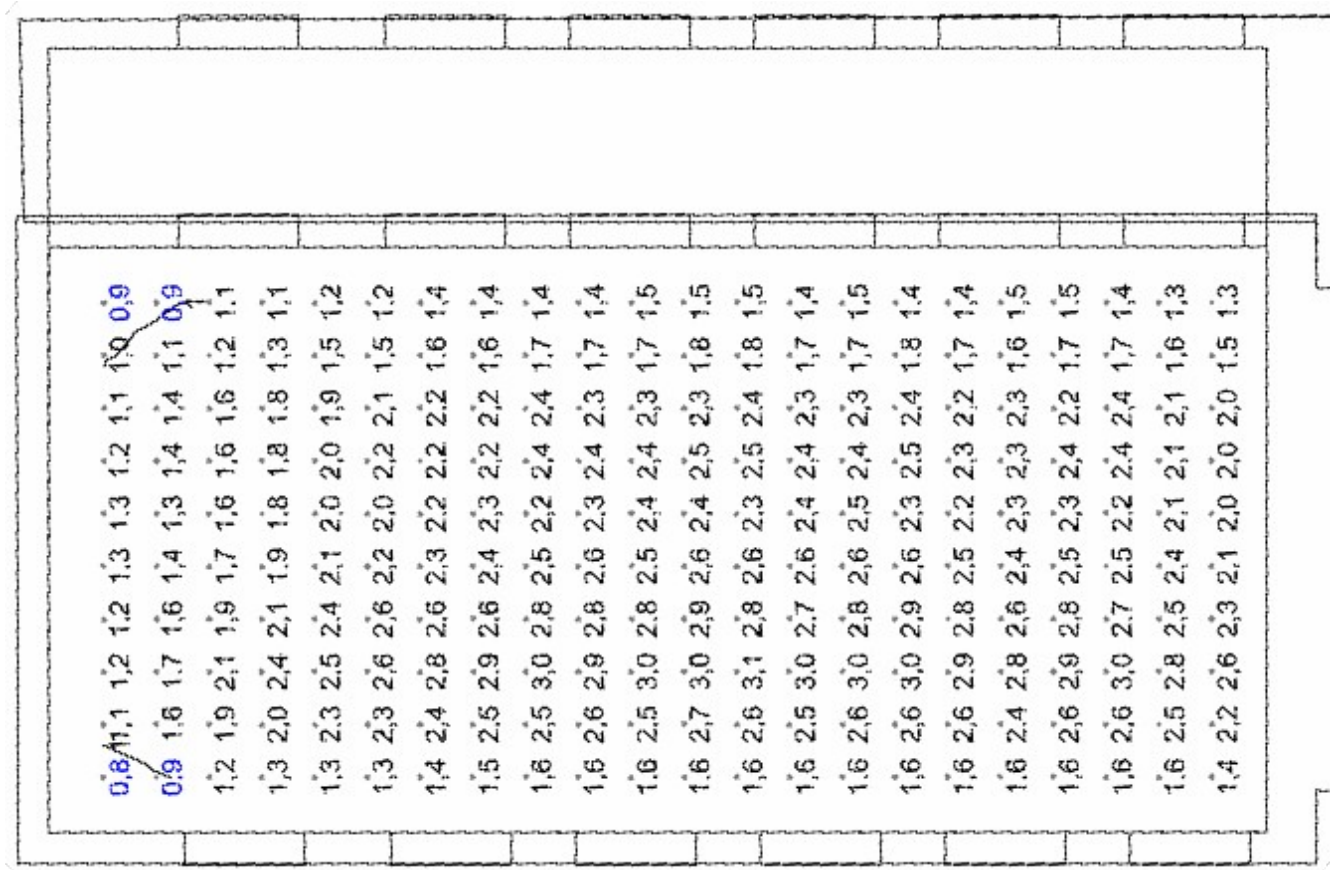 0,8 1,1 1,2 1,2 1,3 1,3 1,2 1,1 1,0 0,9
0,9 1,6 1,7 1,6 1,4 1,3 1,4 1,4 1,1 0,9
1,2 1,9 2,1 1,9 1,7 1,6 1,6 1,6 1,2 1,1
1,3 2,0 2,4 2,1 1,9 1,8 1,8 1,8 1,3 1,1
1,3 2,3 2,5 2,4 2,1 2,0 2,0 1,9 1,5 1,2
1,3 2,3 2,6 2,6 2,2 2,0 2,2 2,1 1,5 1,2
1,4 2,4 2,8 2,6 2,3 2,2 2,2 2,2 1,6 1,4
1,5 2,5 2,9 2,6 2,4 2,3 2,2 2,2 1,6 1,4
1,6 2,5 3,0 2,8 2,5 2,2 2,4 2,4 1,7 1,4
1,6 2,6 2,9 2,8 2,6 2,3 2,4 2,3 1,7 1,4
1,6 2,5 3,0 2,8 2,5 2,4 2,4 2,3 1,7 1,5
1,6 2,7 3,0 2,9 2,6 2,4 2,5 2,3 1,8 1,5
1,6 2,6 3,1 2,8 2,6 2,3 2,5 2,4 1,8 1,5
1,6 2,5 3,0 2,7 2,6 2,4 2,4 2,3 1,7 1,4
1,6 2,6 3,0 2,8 2,6 2,5 2,4 2,3 1,7 1,5
1,6 2,6 3,0 2,9 2,6 2,3 2,5 2,4 1,8 1,4
1,6 2,6 2,9 2,8 2,5 2,2 2,3 2,2 1,7 1,4
1,6 2,4 2,8 2,6 2,4 2,3 2,3 2,3 1,6 1,5
1,6 2,6 2,9 2,8 2,5 2,3 2,4 2,2 1,7 1,5
1,6 2,6 3,0 2,7 2,5 2,2 2,4 2,4 1,7 1,4
1,6 2,5 2,8 2,5 2,4 2,1 2,1 2,1 1,6 1,3
1,4 2,2 2,6 2,3 2,1 2,0 2,0 2,0 1,5 1,3